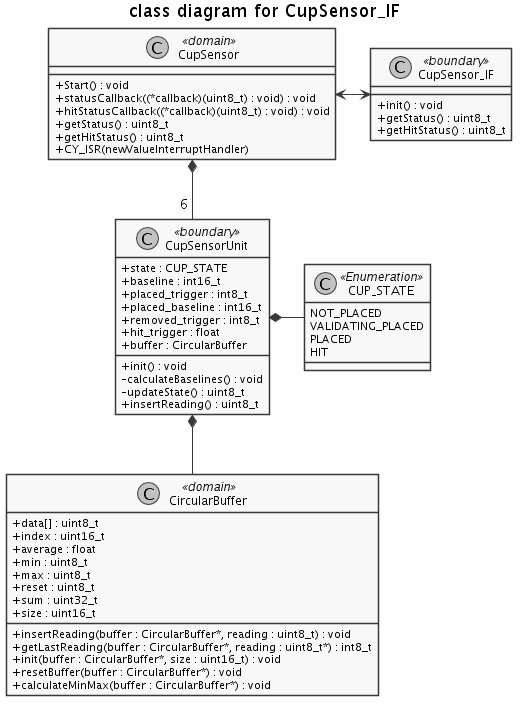 class diagram for CupSensor_IF
C
«domain»
CupSensor
+Start() : void
+statusCallback((*callback)(uint8_t) : void) : void
+hitStatusCallback((*callback)(uint8_t) : void) : void
+getStatus() : uint8_t
+getHitStatus() : uint8_t
+CY_ISR(newValueInterruptHandler)
C
«boundary»
CupSensor_IF
+init() : void
+getStatus() : uint8_t
+getHitStatus() : uint8_t
6
C
«boundary»
CupSensorUnit
+state : CUP_STATE
+baseline : int16_t
+placed_trigger : int8_t
+placed_baseline : int16_t
+removed_trigger : int8_t
+hit_trigger : float
+buffer : CircularBuffer
+init() : void
-calculateBaselines() : void
-updateState() : uint8_t
+insertReading() : uint8_t
C
«Enumeration»
CUP_STATE
NOT_PLACED
VALIDATING_PLACED
PLACED
HIT
C
«domain»
CircularBuffer
+data[] : uint8_t
+index : uint16_t
+average : float
+min : uint8_t
+max : uint8_t
+reset : uint8_t
+sum : uint32_t
+size : uint16_t
+insertReading(buffer : CircularBuffer*, reading : uint8_t) : void
+getLastReading(buffer : CircularBuffer*, reading : uint8_t*) : int8_t
+init(buffer : CircularBuffer*, size : uint16_t) : void
+resetBuffer(buffer : CircularBuffer*) : void
+calculateMinMax(buffer : CircularBuffer*) : void